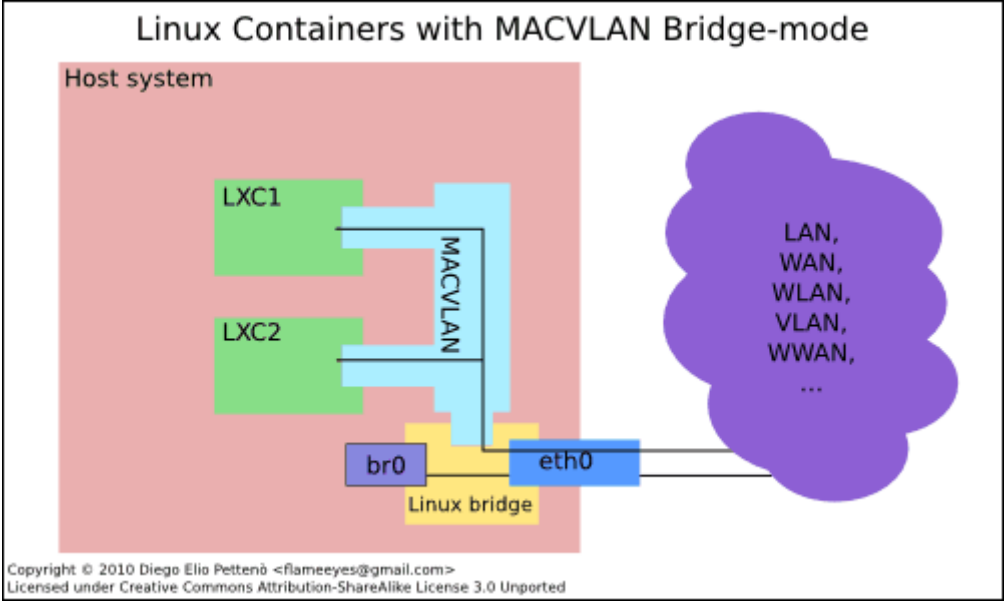 Linux Containers with MACVLAN Bridge-mode
Host system
LXC1
MACVLAN
LXC2
br0
eth0
Linux bridge
LAN,
WAN,
WLAN,
VLAN,
WWAN,
...
Copyright © 2010 Diego Elio Pettenò <flameeyes@gmail.com>
Licensed under Creative Commons Attribution-ShareAlike License 3.0 Unported